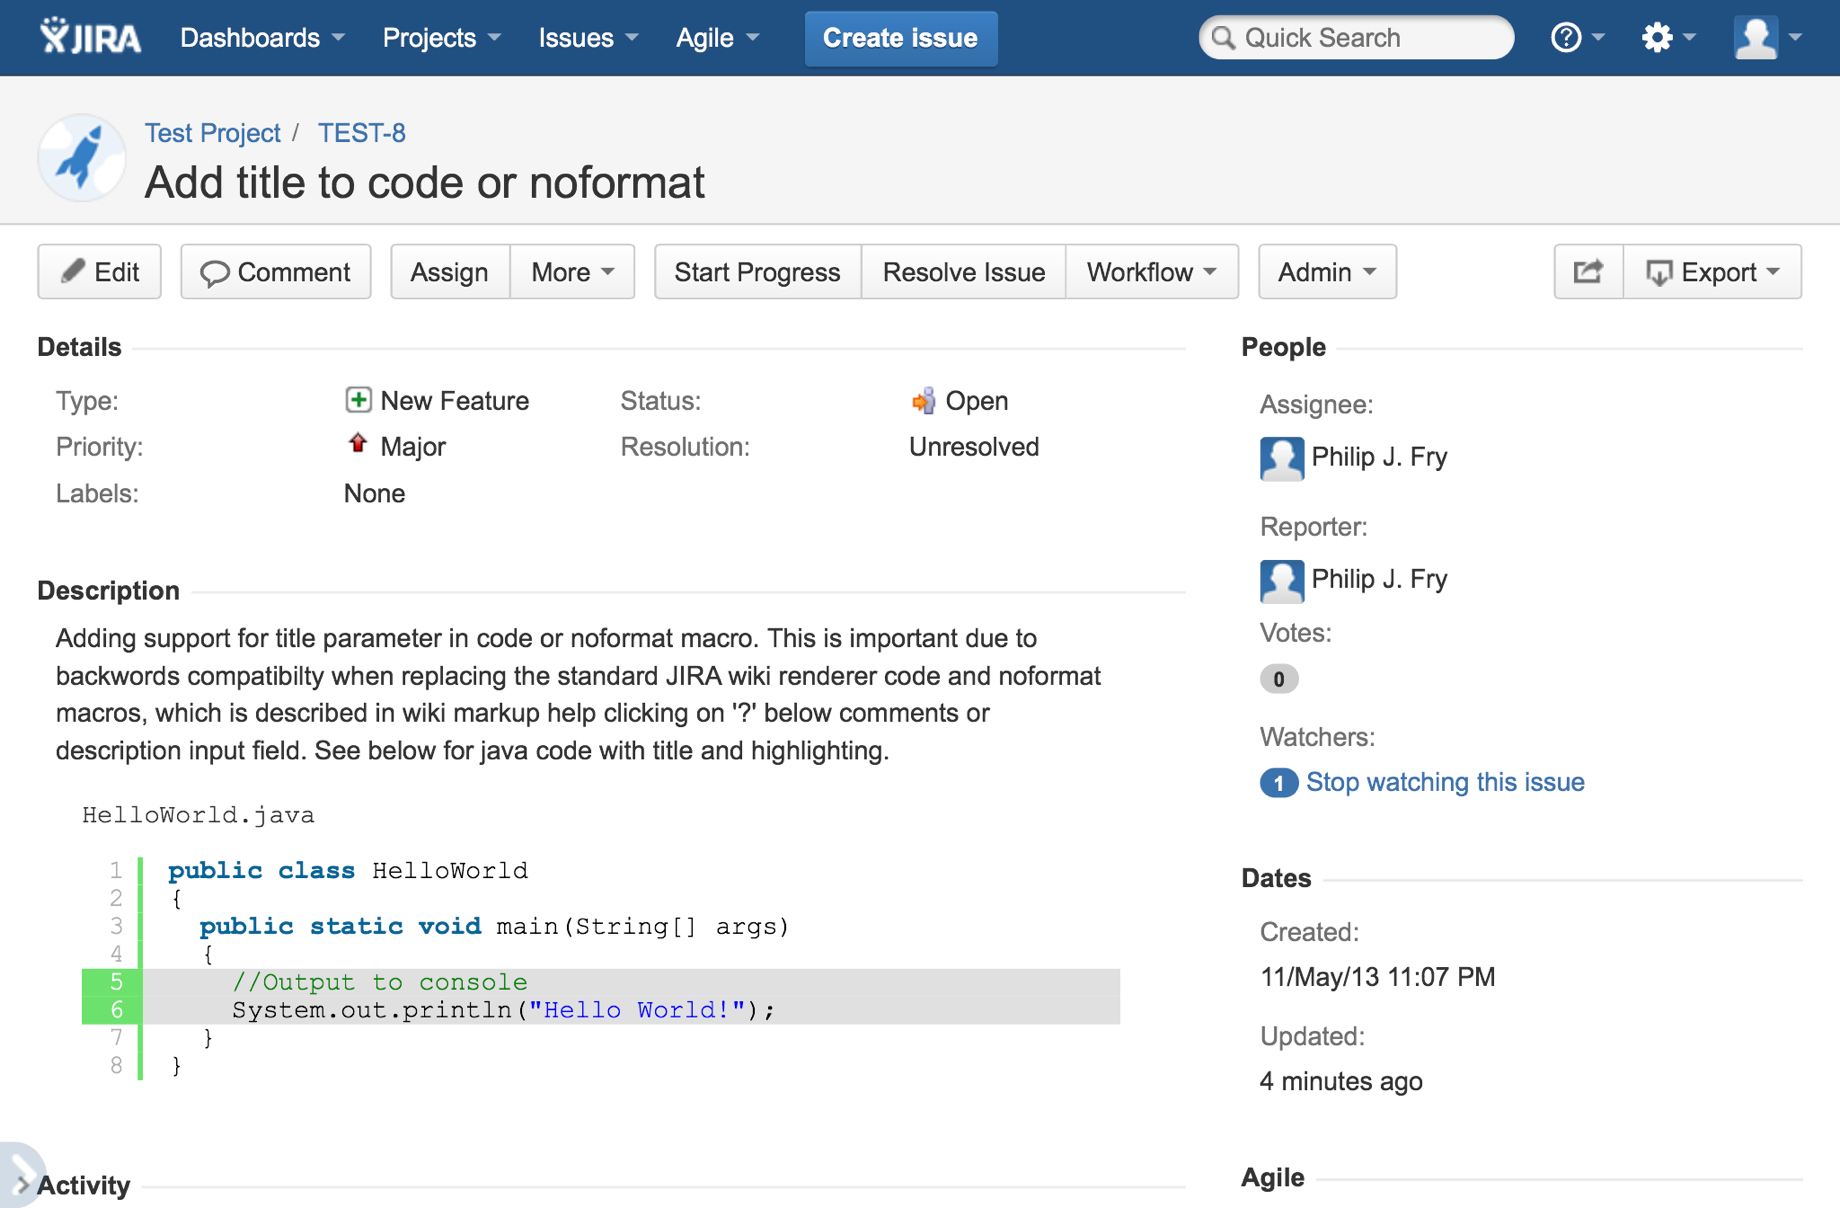 JIRA Dashboards Projects Issues Agile Create issue Quick Search ?
Test Project / TEST-8
Add title to code or noformat
Edit Comment Assign More Start Progress Resolve Issue Workflow Admin Export
Details
Type: New Feature Status: Open
Priority: Major Resolution: Unresolved
Labels: None
Description
Adding support for title parameter in code or noformat macro. This is important due to
backwords compatibilty when replacing the standard JIRA wiki renderer code and noformat
macros, which is described in wiki markup help clicking on '?' below comments or
description input field. See below for java code with title and highlighting.
HelloWorld.java
1 public class HelloWorld
2 {
3   public static void main(String[] args)
4   {
5     //Output to console
6     System.out.println("Hello World!");
7   }
8 }
Activity
People
Assignee:
Philip J. Fry
Reporter:
Philip J. Fry
Votes:
0
Watchers:
1 Stop watching this issue
Dates
Created:
11/May/13 11:07 PM
Updated:
4 minutes ago
Agile